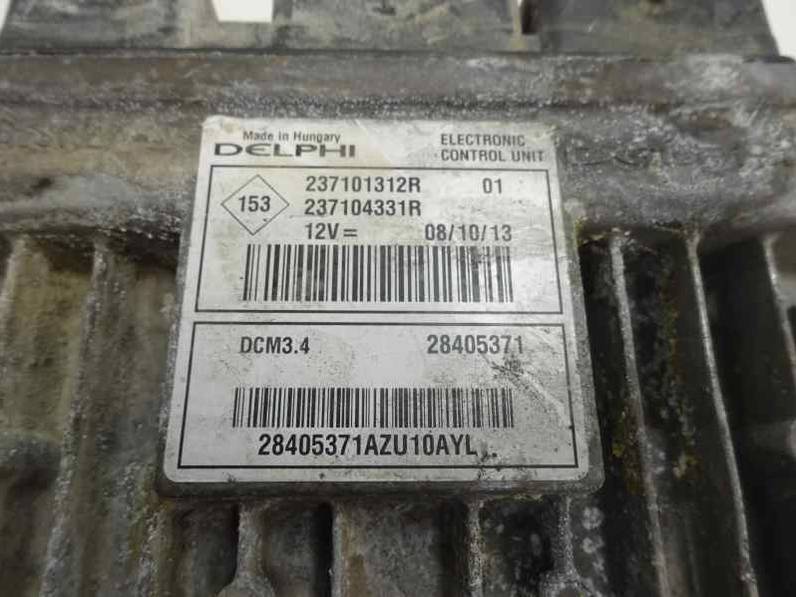 Made in Hungary
DELPHI
ELECTRONIC
CONTROL UNIT
153
237101312R 01
237104331R
12V= 08/10/13
DCM3.4 28405371
28405371AZU10AYL